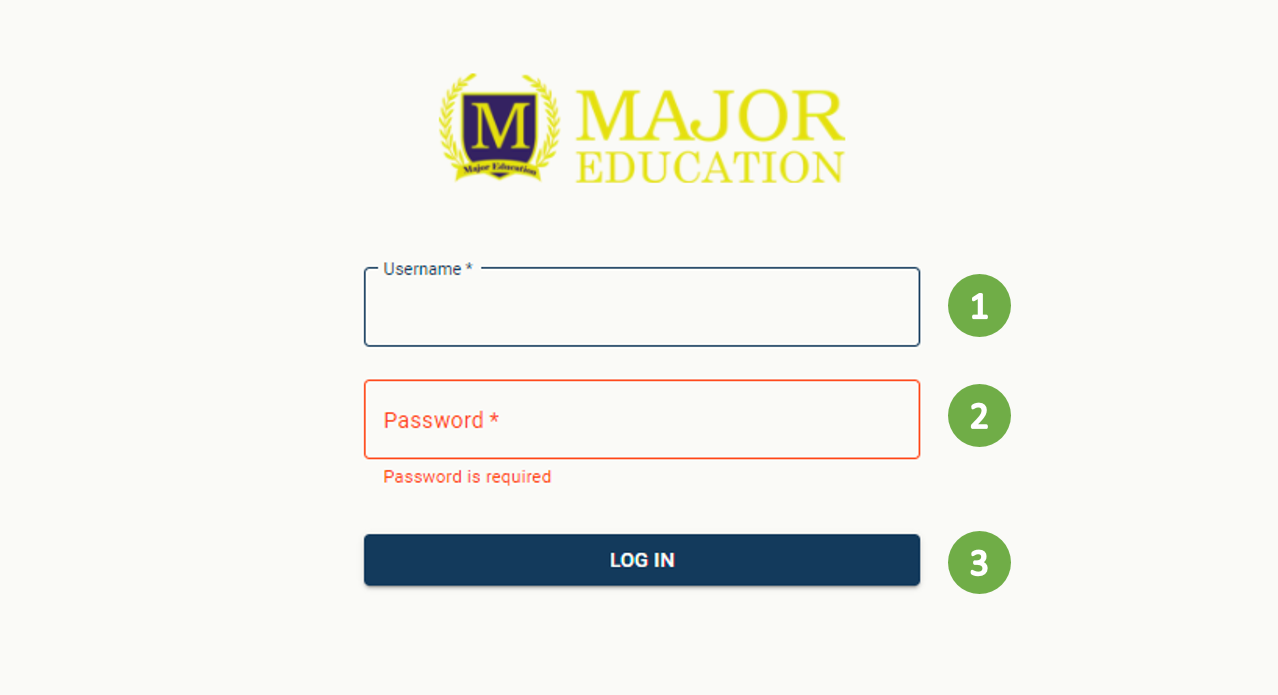 M
Major Education
MAJOR
EDUCATION
Username *
1
Password *
2
Password is required
LOG IN
3